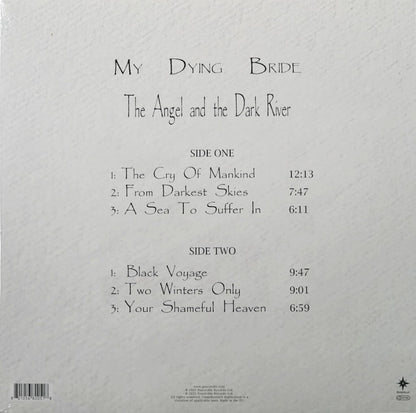 My Dying Bride
The Angel and the Dark River
SIDE ONE
1: The Cry Of Mankind 12:13
2: From Darkest Skies 7:47
3: A Sea To Suffer In 6:11
SIDE TWO
1: Black Voyage 9:47
2: Two Winters Only 9:01
3: Your Shameful Heaven 6:59